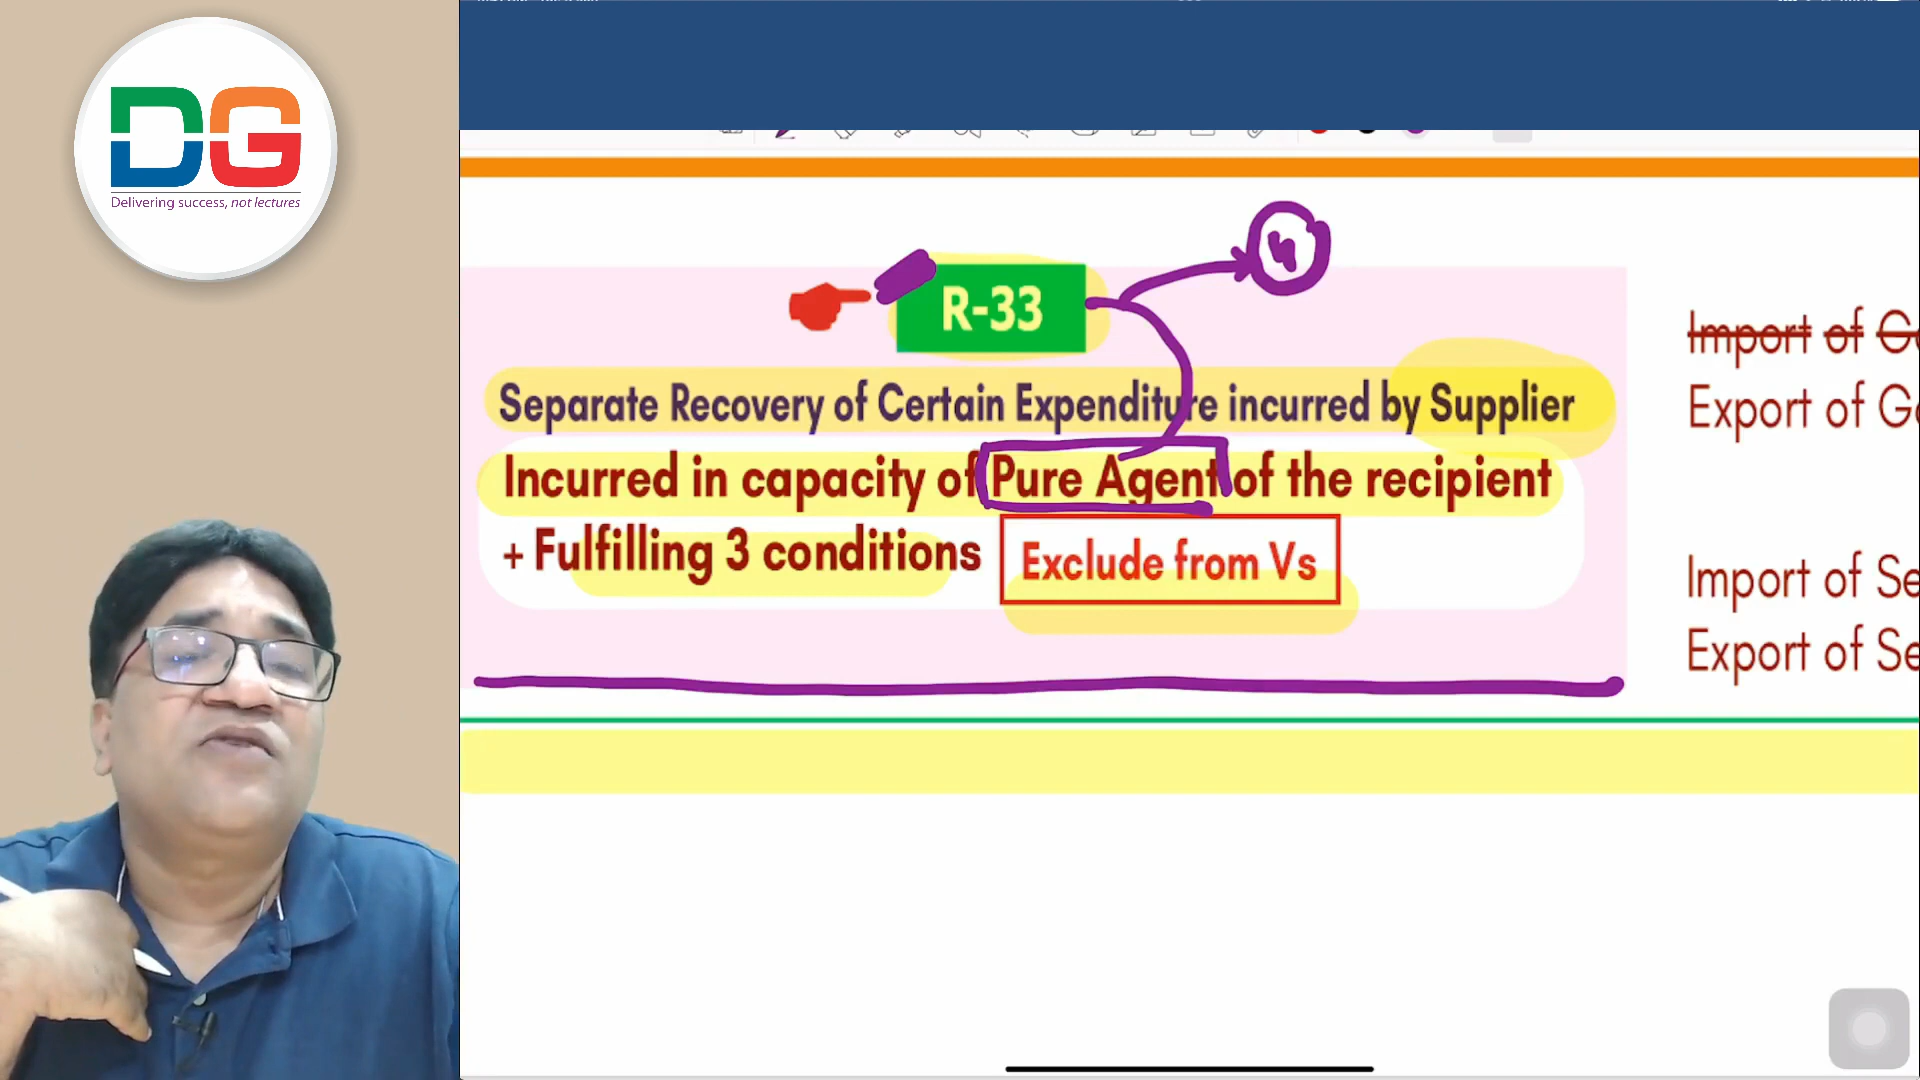 DG
Delivering success, not lectures
4
R-33
Separate Recovery of Certain Expenditure incurred by Supplier
Incurred in capacity of Pure Agent of the recipient
+ Fulfilling 3 conditions
Exclude from Vs
Import of
Export of
Import of
Export of